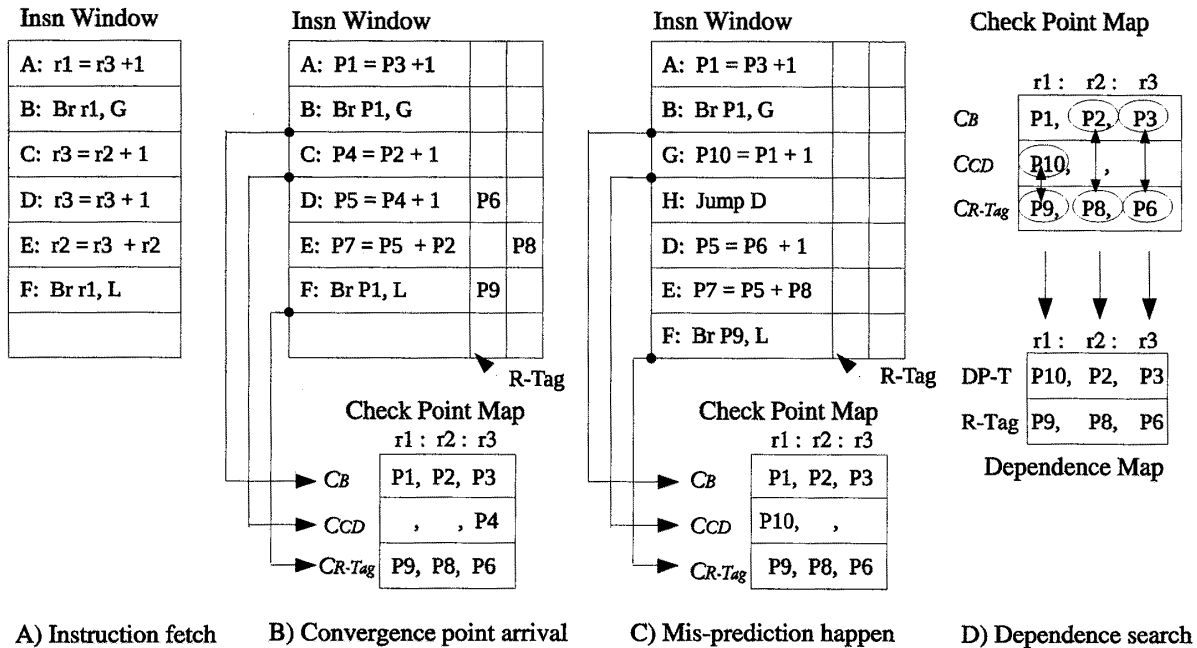 Insn Window
A: r1 = r3 +1
B: Br r1, G
C: r3 = r2 + 1
D: r3 = r3 + 1
E: r2 = r3 + r2
F: Br r1, L
A) Instruction fetch
Insn Window
A: P1 = P3 +1
B: Br P1, G
C: P4 = P2 + 1
D: P5 = P4 + 1 P6
E: P7 = P5 + P2 P8
F: Br P1, L P9
R-Tag
Check Point Map
r1 : r2 : r3
CB P1, P2, P3
CCD , , P4
CR-Tag P9, P8, P6
B) Convergence point arrival
Insn Window
A: P1 = P3 +1
B: Br P1, G
G: P10 = P1 + 1
H: Jump D
D: P5 = P6 + 1
E: P7 = P5 + P8
F: Br P9, L
R-Tag
Check Point Map
r1 : r2 : r3
CB P1, P2, P3
CCD P10, ,
CR-Tag P9, P8, P6
C) Mis-prediction happen
Check Point Map
r1 : r2 : r3
CB P1, P2, P3
CCD P10, ,
CR-Tag P9, P8, P6
r1 : r2 : r3
DP-T P10, P2, P3
R-Tag P9, P8, P6
Dependence Map
D) Dependence search